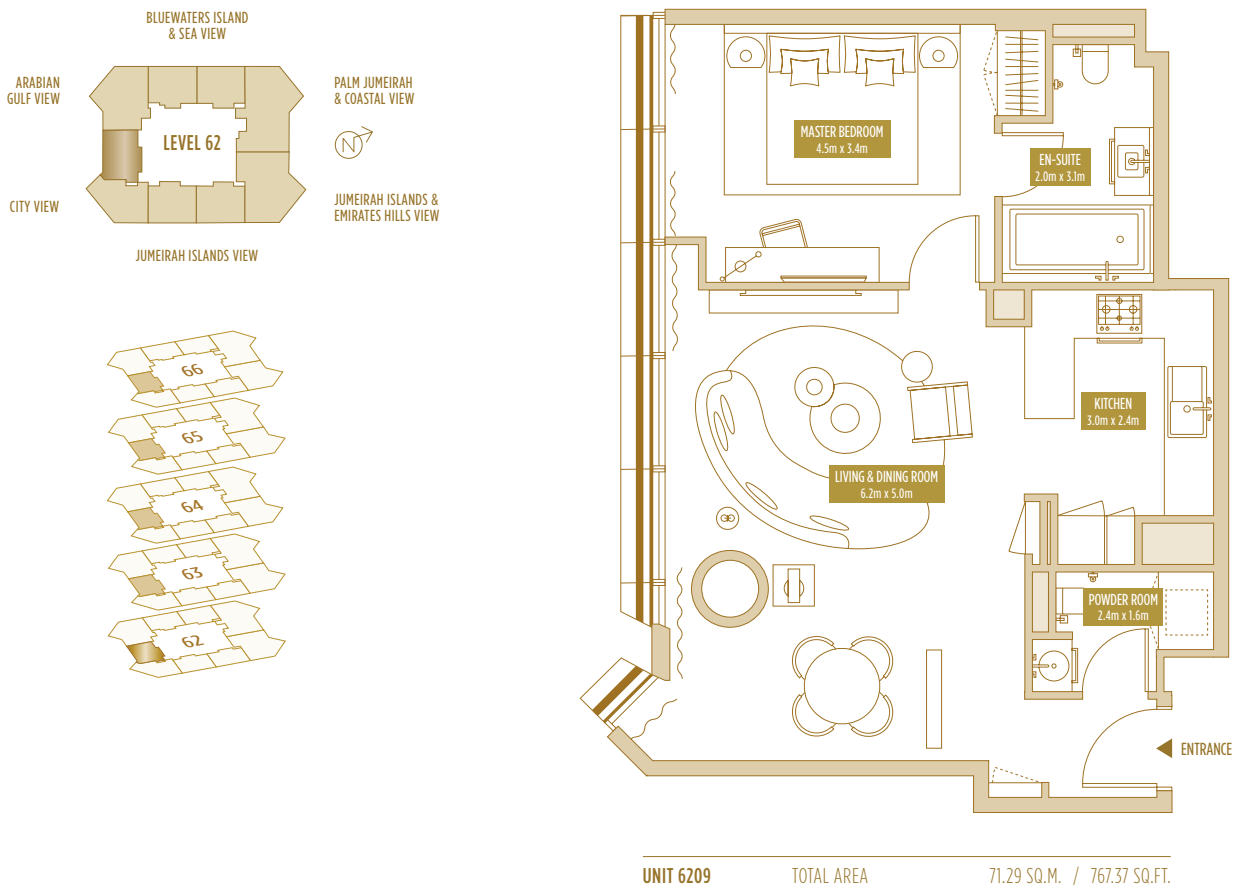 BLUEWATERS ISLAND
& SEA VIEW
ARABIAN
GULF VIEW
PALM JUMEIRAH
& COASTAL VIEW
LEVEL 62
N
CITY VIEW
JUMEIRAH ISLANDS &
EMIRATES HILLS VIEW
JUMEIRAH ISLANDS VIEW
66
65
64
63
62
MASTER BEDROOM
4.5m x 3.4m
EN-SUITE
2.0m x 3.1m
KITCHEN
3.0m x 2.4m
LIVING & DINING ROOM
6.2m x 5.0m
POWDER ROOM
2.4m x 1.6m
ENTRANCE
UNIT 6209 TOTAL AREA 71.29 SQ.M. / 767.37 SQ.FT.